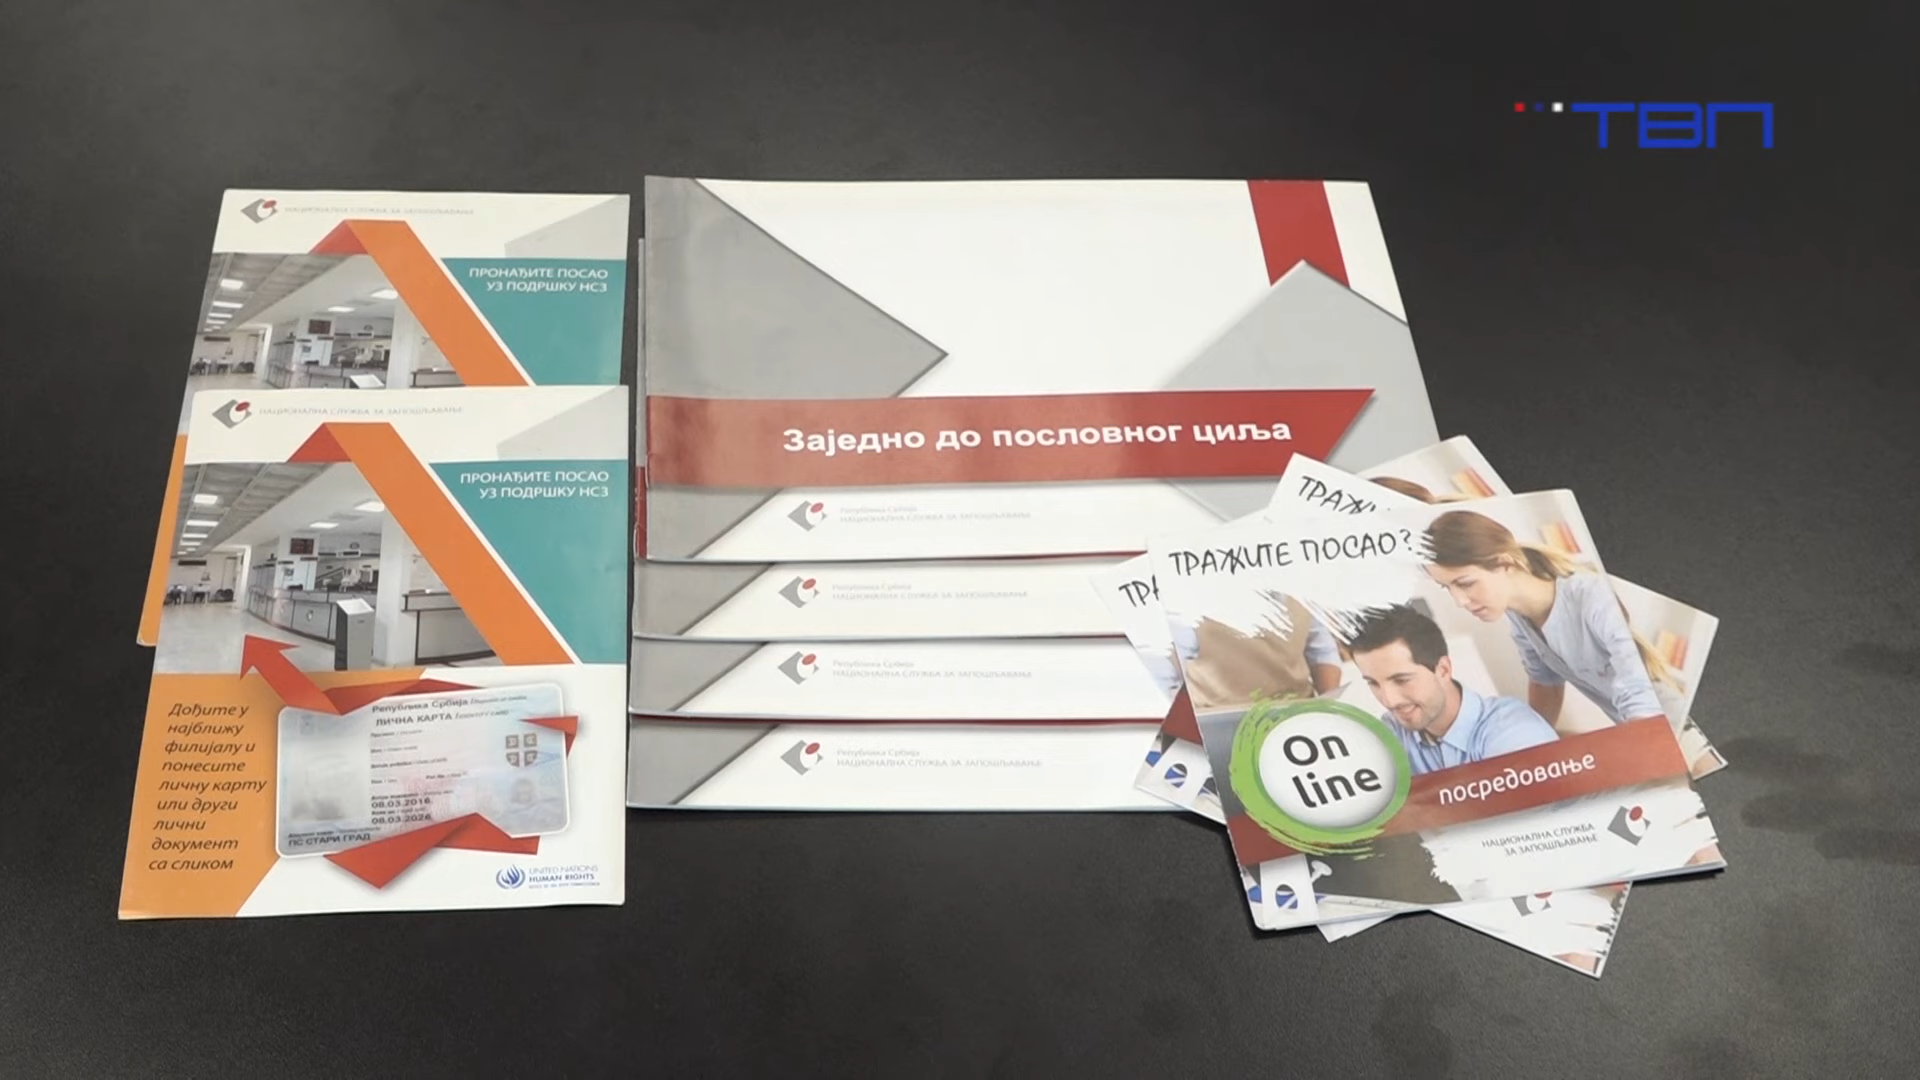 ТВП
НАЦИОНАЛНА СЛУЖБА ЗА ЗАПОШЉАВАЊЕ
ПРОНАЂИТЕ ПОСАО
УЗ ПОДРШКУ НСЗ
НАЦИОНАЛНА СЛУЖБА ЗА ЗАПОШЉАВАЊЕ
ПРОНАЂИТЕ ПОСАО
УЗ ПОДРШКУ НСЗ
Дођите у
најближу
филијалу и
понесите
личну карту
или други
лични
документ
са сликом
Република Србија
ЛИЧНА КАРТА
08.03.2016.
08.03.2026.
ПС СТАРИ ГРАД
UNITED NATIONS
HUMAN RIGHTS
Заједно до пословног циља
Република Србија
НАЦИОНАЛНА СЛУЖБА ЗА ЗАПОШЉАВАЊЕ
Република Србија
НАЦИОНАЛНА СЛУЖБА ЗА ЗАПОШЉАВАЊЕ
Република Србија
НАЦИОНАЛНА СЛУЖБА ЗА ЗАПОШЉАВАЊЕ
Република Србија
НАЦИОНАЛНА СЛУЖБА ЗА ЗАПОШЉАВАЊЕ
ТРАЖИ
ТРА
ТРАЖИТЕ ПОСАО?
On
line
посредовање
НАЦИОНАЛНА СЛУЖБА
ЗА ЗАПОШЉАВАЊЕ